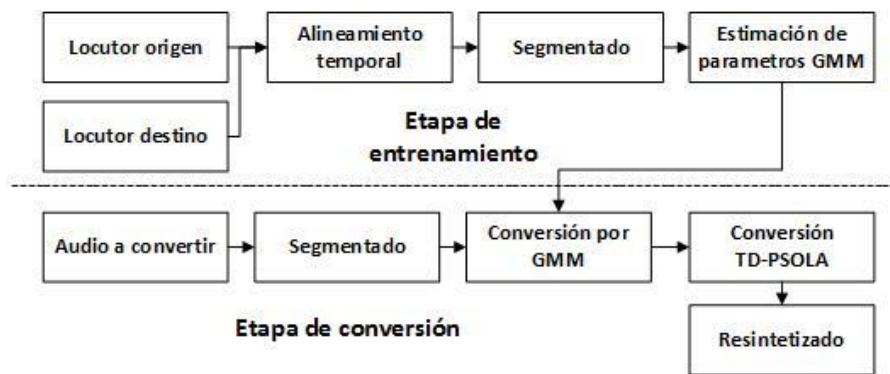 Locutor origen
Alineamiento
temporal
Segmentado
Estimación de
parametros GMM
Locutor destino
Etapa de
entrenamiento
Audio a convertir
Segmentado
Conversión por
GMM
Conversión
TD-PSOLA
Etapa de conversión
Resintetizado